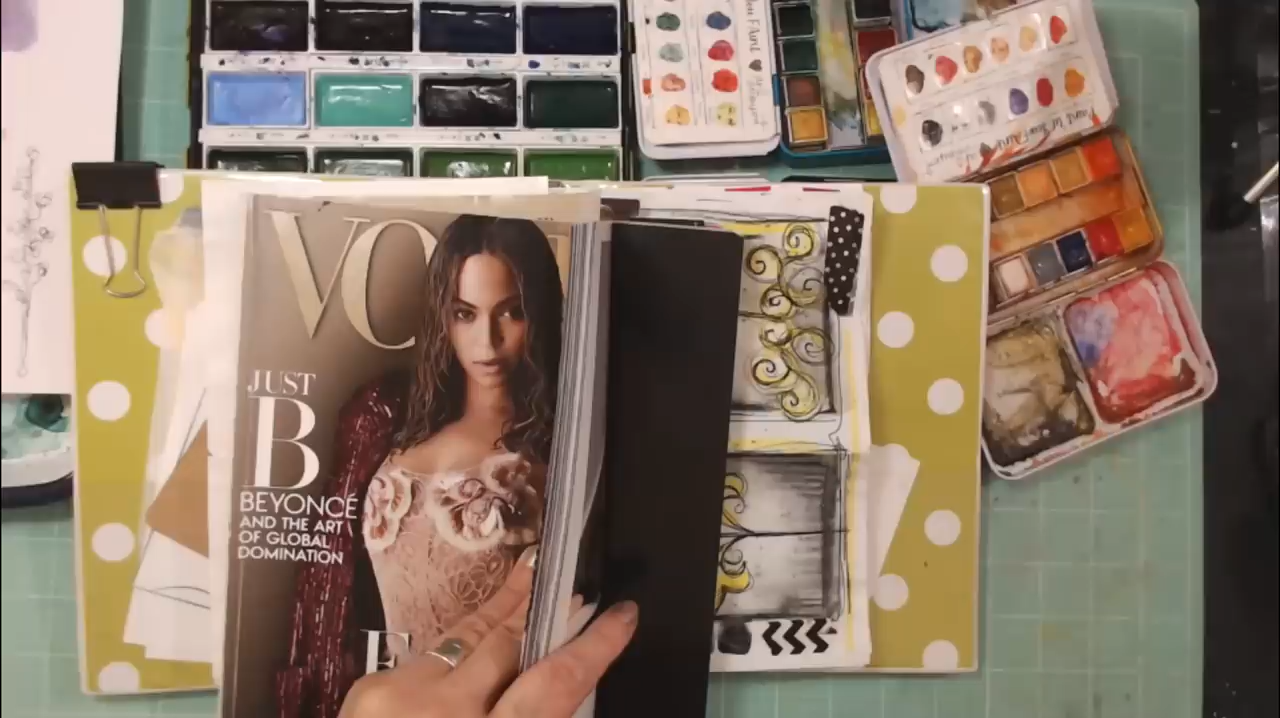 VO
JUST
B
BEYONCÉ
AND THE ART
OF GLOBAL
DOMINATION
F